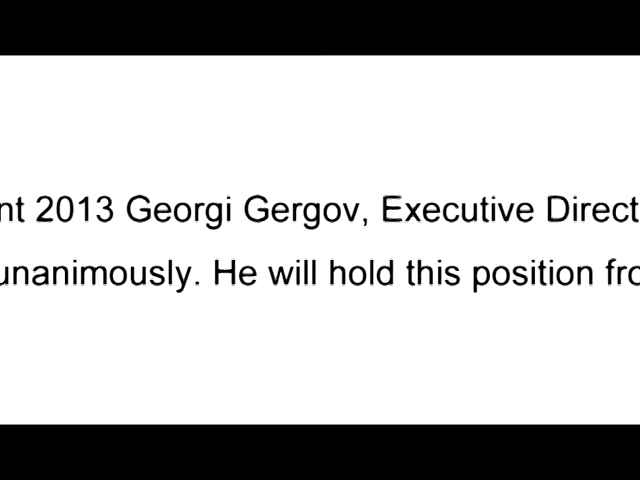 nt 2013 Georgi Gergov, Executive Direct
unanimously. He will hold this position fro